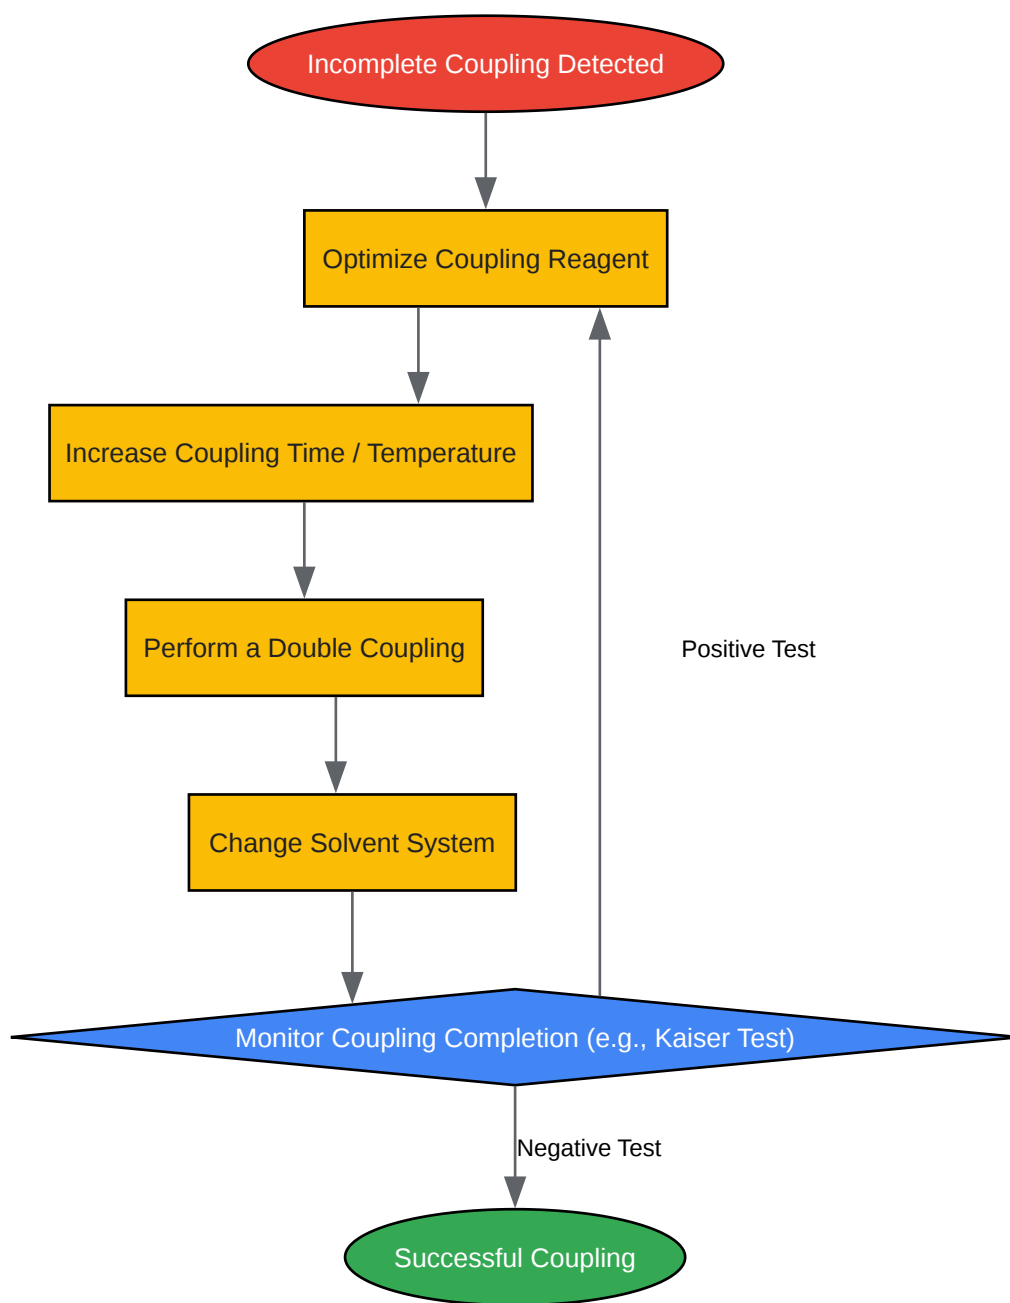 Incomplete Coupling Detected
Optimize Coupling Reagent
Increase Coupling Time / Temperature
Perform a Double Coupling
Positive Test
Change Solvent System
Monitor Coupling Completion (e.g., Kaiser Test)
Negative Test
Successful Coupling